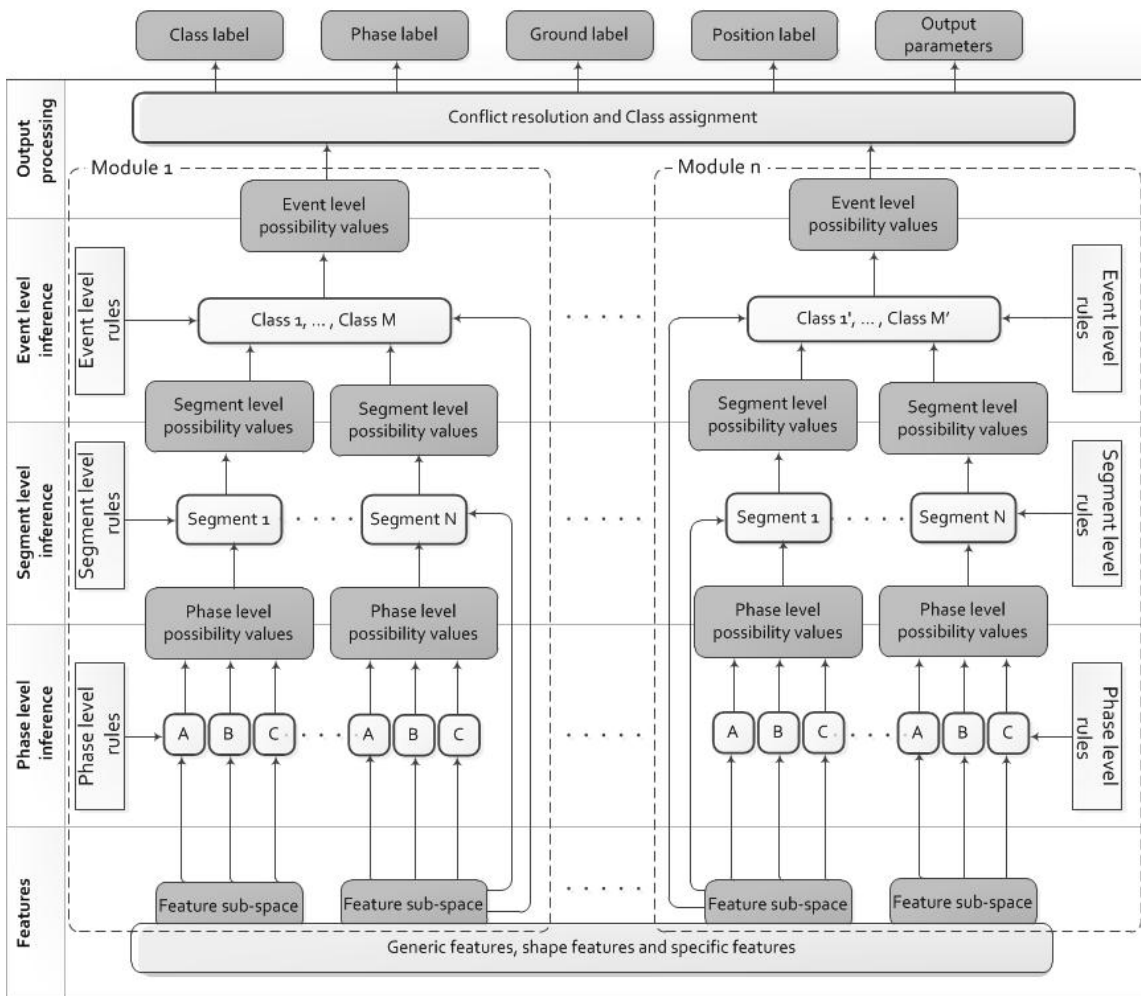 Class label
Phase label
Ground label
Position label
Output
parameters
Output
processing
Conflict resolution and Class assignment
Module 1
Module n
Event level
possibility values
Event level
possibility values
Event level
inference
Event level
rules
Class 1, ... , Class M
. . . . .
Class 1', ... , Class M'
Event level
rules
Segment level
possibility values
Segment level
possibility values
Segment level
possibility values
Segment level
possibility values
Segment level
inference
Segment level
rules
Segment 1
. . . . .
Segment N
. . . . .
Segment 1
. . . . .
Segment N
Segment level
rules
Phase level
possibility values
Phase level
possibility values
Phase level
possibility values
Phase level
possibility values
Phase level
inference
Phase level
rules
A B C . . . . . A B C
. . . . .
A B C . . . . . A B C
Phase level
rules
Features
Feature sub-space
Feature sub-space
. . . . .
Feature sub-space
Feature sub-space
Generic features, shape features and specific features